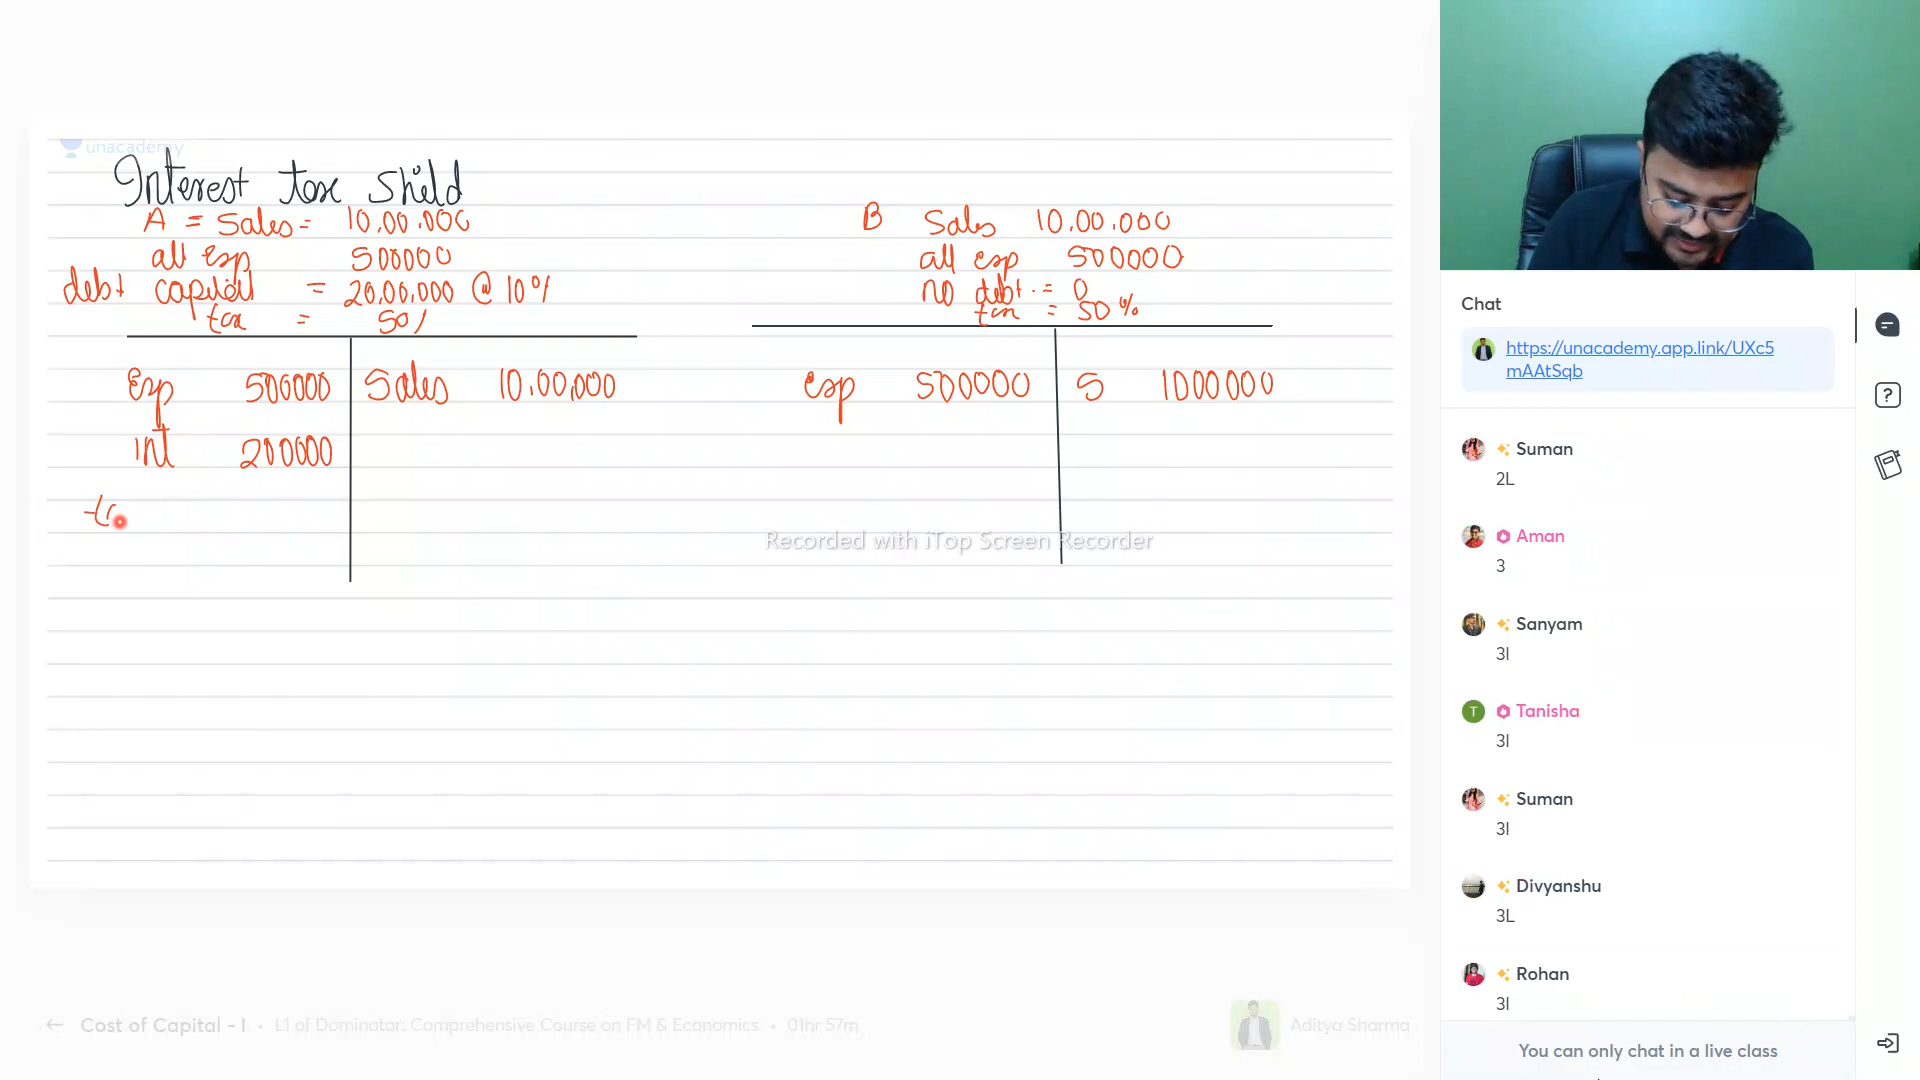 unacademy
Interest tax Shild
A = Sales = 10,00,000
all exp 500000
debt capital = 20,00,000 @ 10%
tax = 50%
B Sales 10,00,000
all exp 500000
no debt = 0
tax = 50%
Exp 500000 Sales 10,00,000
int 200000
exp 500000 S 1000000
Recorded with iTop Screen Recorder
Cost of Capital - I • L1 of Dominator: Comprehensive Course on FM & Economics • 01hr 57m
Aditya Sharma
Chat
https://unacademy.app.link/UXc5
mAAtSqb
Suman
2L
Aman
3
Sanyam
3l
T Tanisha
3l
Suman
3l
Divyanshu
3L
Rohan
3l
You can only chat in a live class